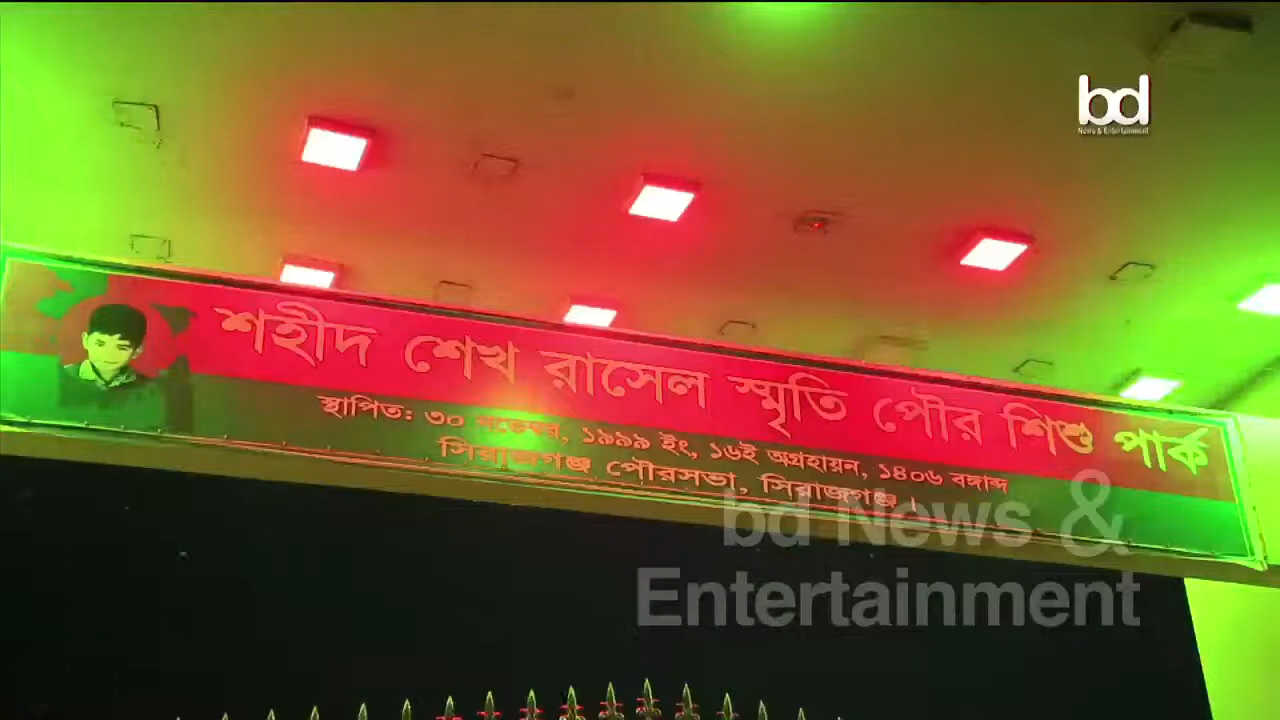 bd
News & Entertainment
শহীদ শেখ রাসেল স্মৃতি পৌর শিশু পার্ক
স্থাপিত: ৩০ নভেম্বর, ১৯৯৯ ইং, ১৬ই অগ্রহায়ন, ১৪০৬ বঙ্গাব্দ
সিরাজগঞ্জ পৌরসভা, সিরাজগঞ্জ।
bd News &
Entertainment